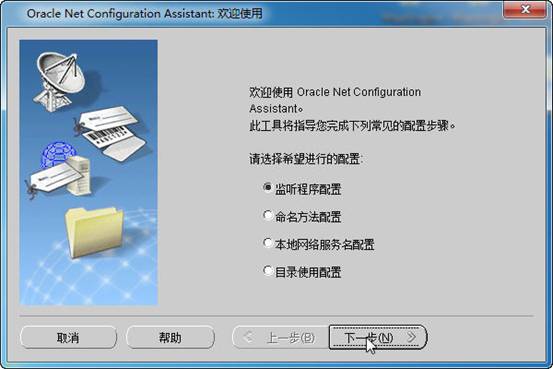 Oracle Net Configuration Assistant: 欢迎使用
欢迎使用 Oracle Net Configuration
Assistant。
此工具将指导您完成下列常见的配置步骤。
请选择希望进行的配置:
监听程序配置
命名方法配置
本地网络服务名配置
目录使用配置
取消
帮助
上一步(B)
下一步(N)